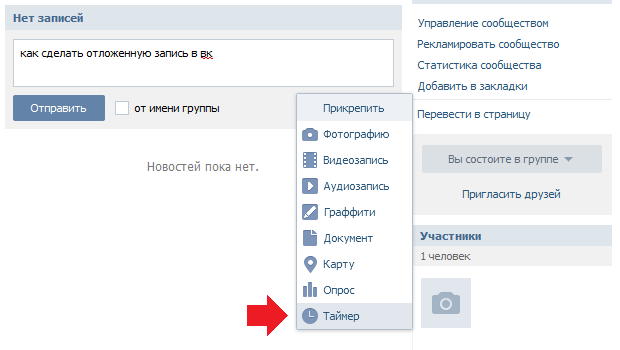 Нет записей
как сделать отложенную запись в вк
Отправить
от имени группы
Новостей пока нет.
Прикрепить
Фотографию
Видеозапись
Аудиозапись
Граффити
Документ
Карту
Опрос
Таймер
Управление сообществом
Рекламировать сообщество
Статистика сообщества
Добавить в закладки
Перевести в страницу
Вы состоите в группе
Пригласить друзей
Участники
1 человек